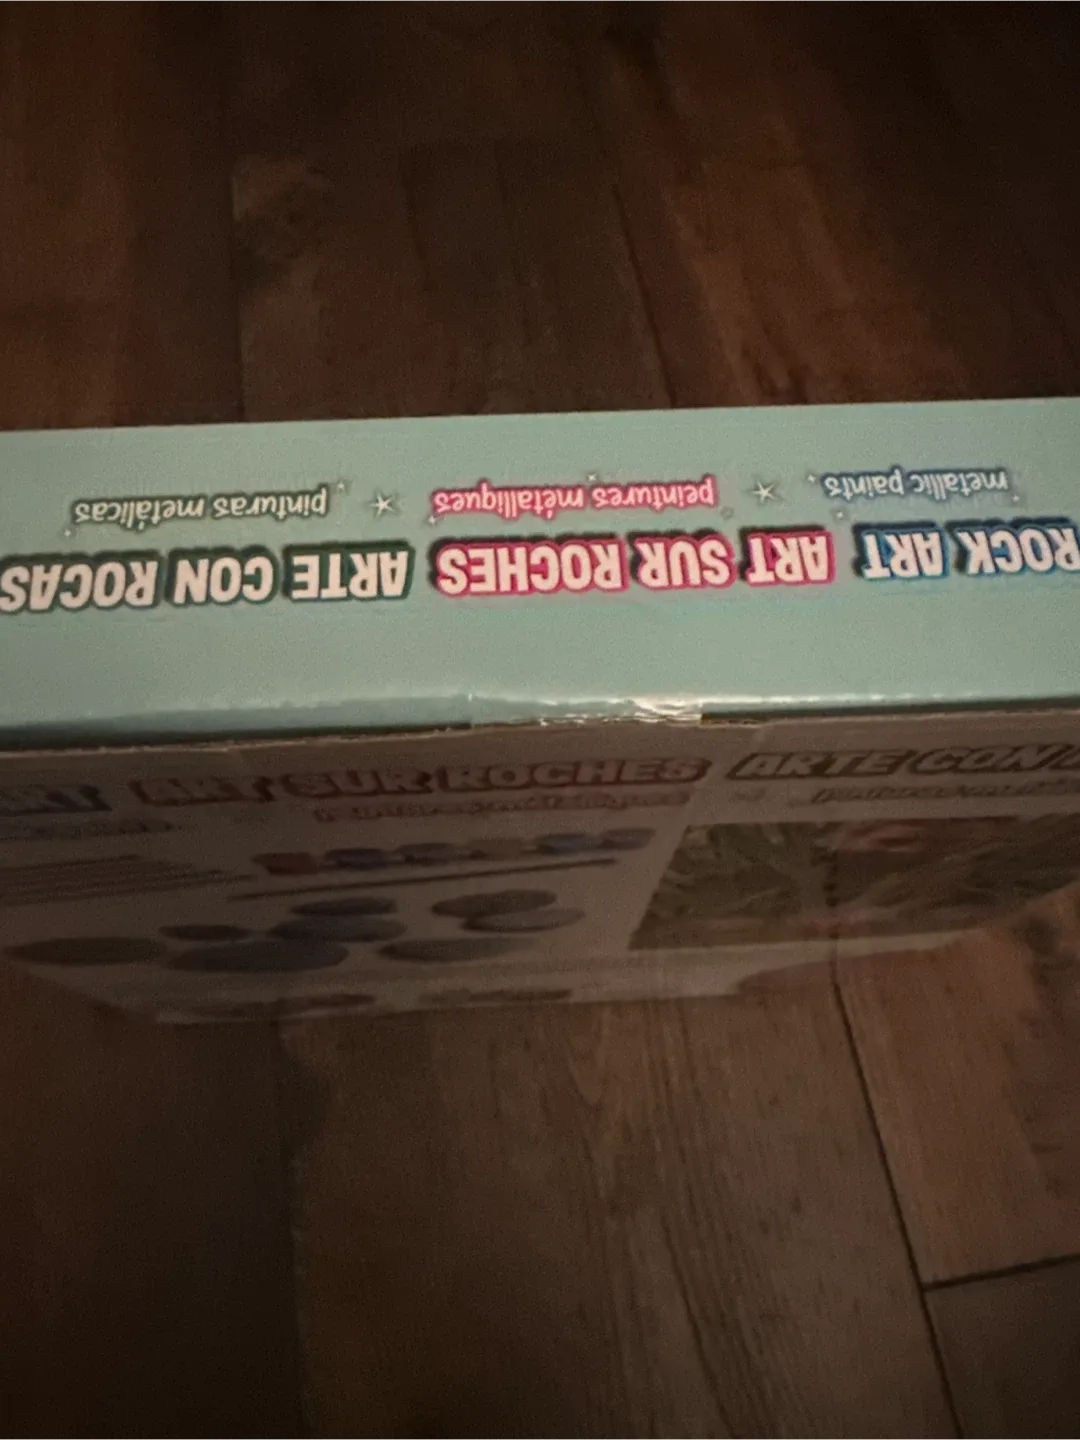 ROCK ART ART SUR ROCHES ARTE CON ROCAS
metallic paints peintures métalliques pinturas metálicas
ART SUR ROCHES ARTE CON